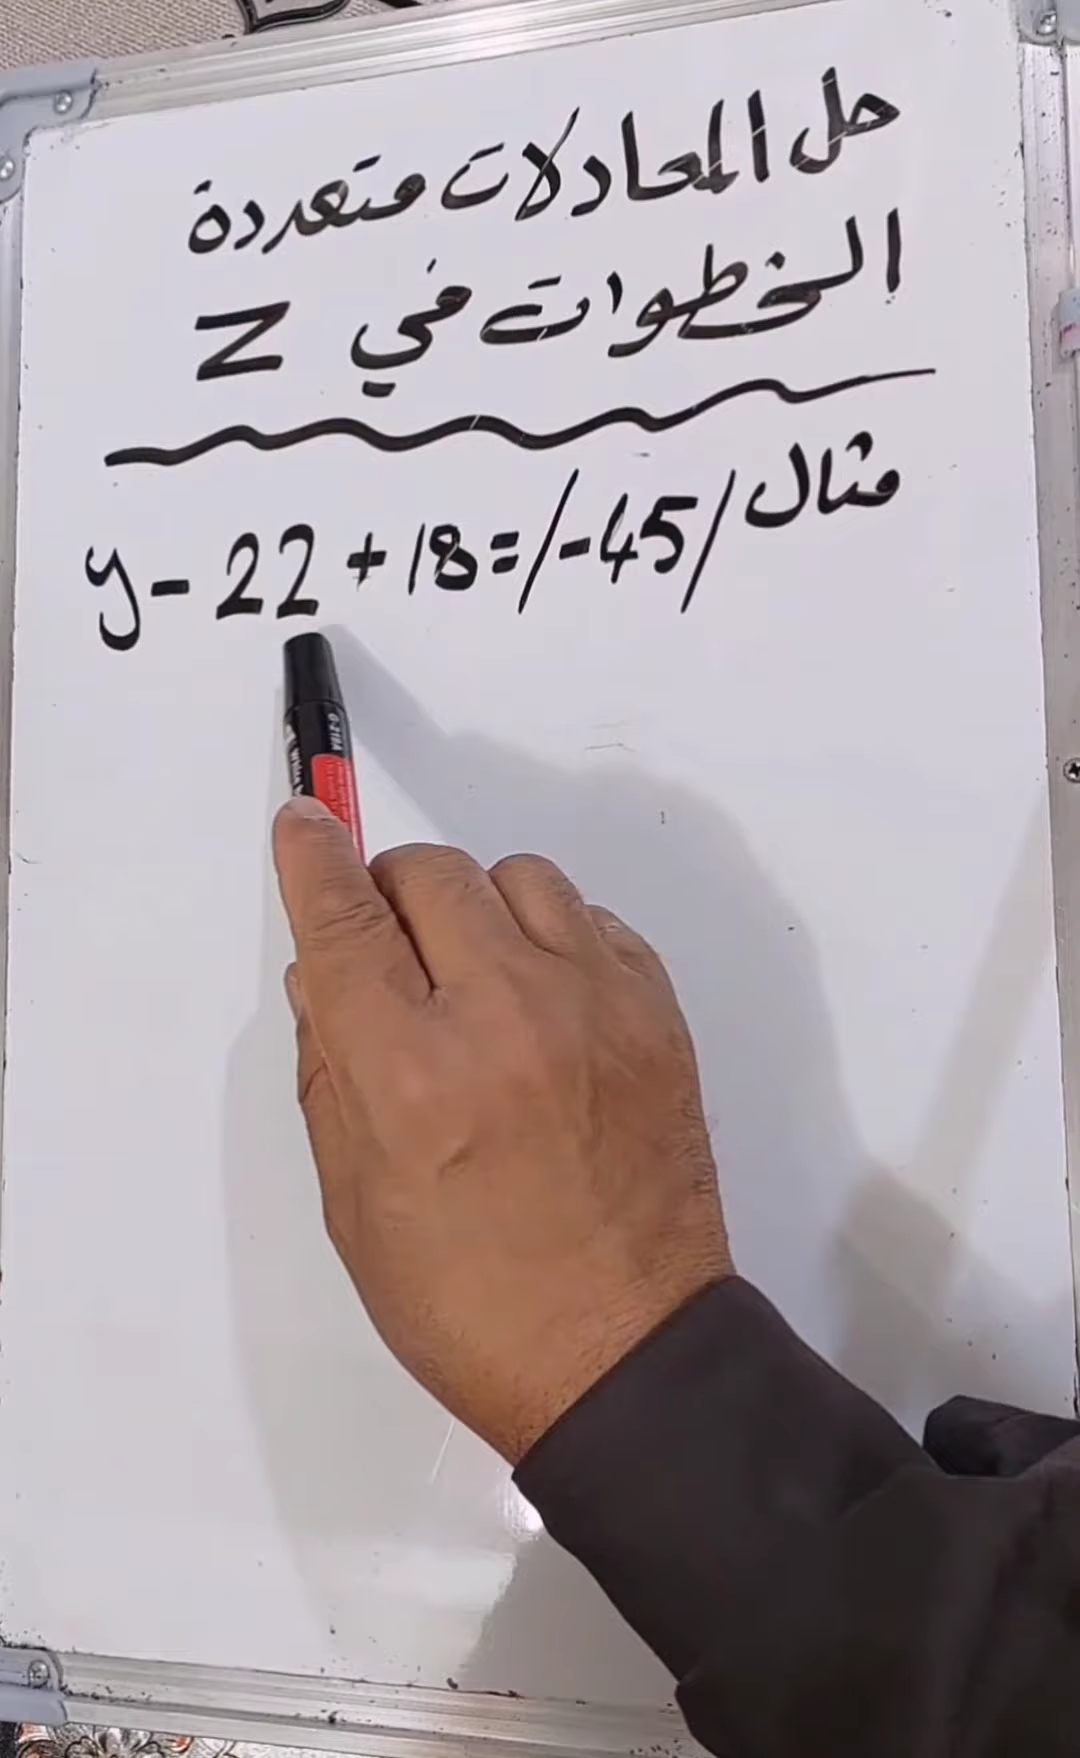 حل المعادلات متعددة
الخطوات في Z
مثال
y - 22 + 18 = /-45/